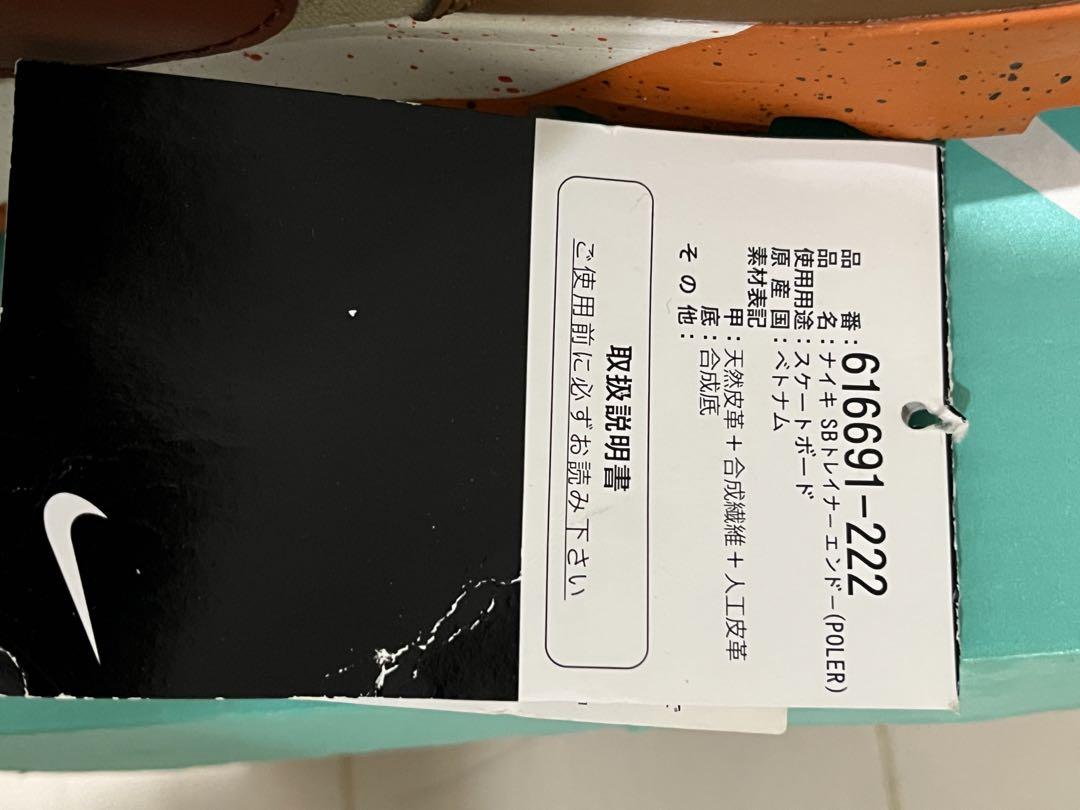 品番:616691-222
品名:ナイキ SBトレイナーエンドー(POLER)
使用用途:スケートボード
原産国:ベトナム
素材表記
甲:天然皮革+合成繊維+人工皮革
底:合成底
その他:
取扱説明書
ご使用前に必ずお読み下さい